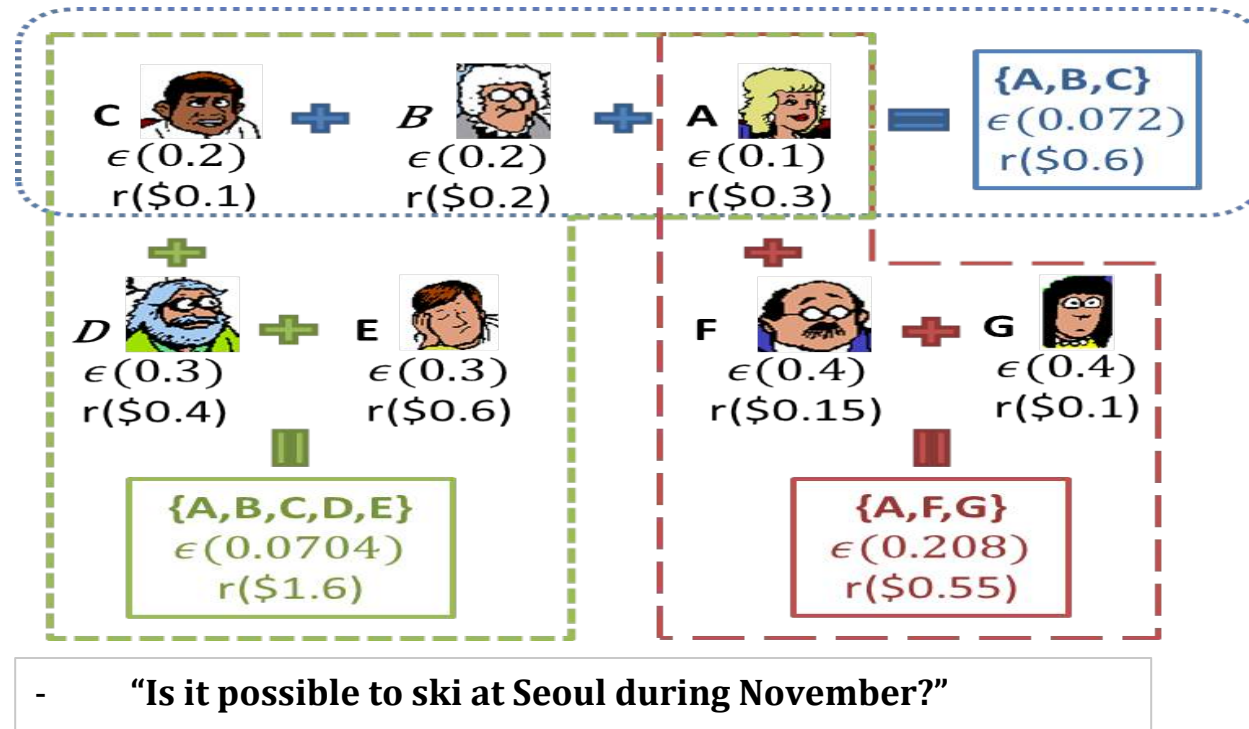 C B A {A,B,C}
ϵ(0.2) ϵ(0.2) ϵ(0.1) ϵ(0.072)
r($0.1) r($0.2) r($0.3) r($0.6)
D E F G
ϵ(0.3) ϵ(0.3) ϵ(0.4) ϵ(0.4)
r($0.4) r($0.6) r($0.15) r($0.1)
{A,B,C,D,E} {A,F,G}
ϵ(0.0704) ϵ(0.208)
r($1.6) r($0.55)
- “Is it possible to ski at Seoul during November?”